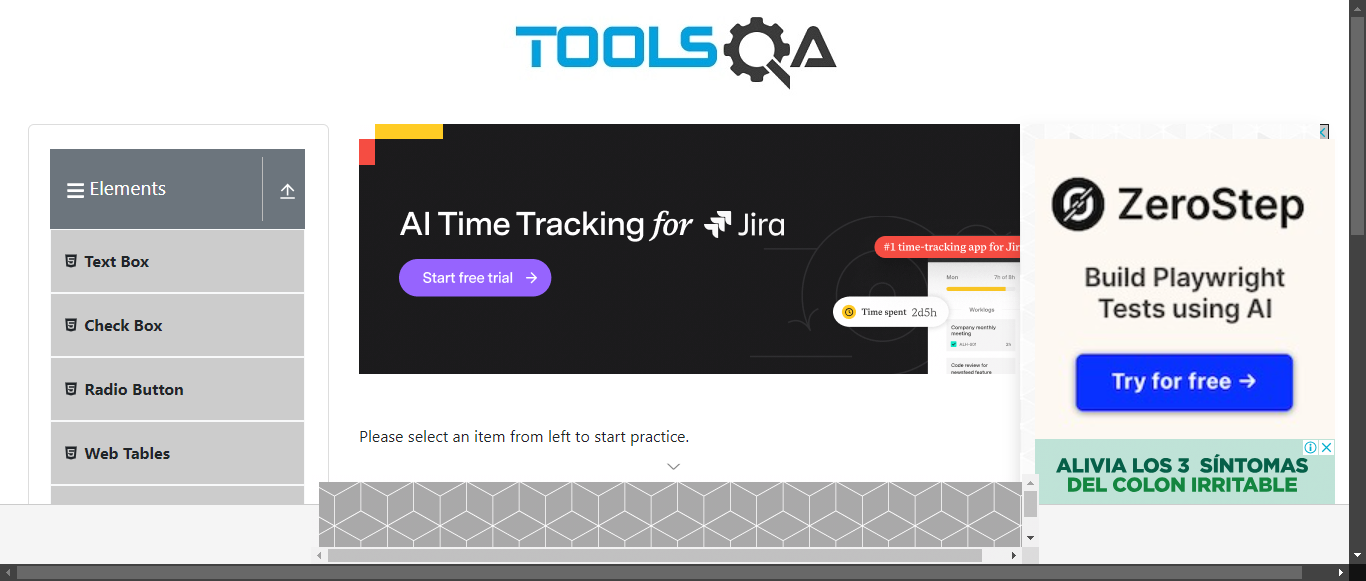 TOOLSQA
Elements
Text Box
Check Box
Radio Button
Web Tables
AI Time Tracking for Jira
Start free trial →
#1 time-tracking app for Jir
Time spent 2d5h
Mon 7h of 8h
Worklogs
Company monthly
meeting
Code review for
newsfeed feature
Please select an item from left to start practice.
ZeroStep
Build Playwright
Tests using AI
Try for free →
ALIVIA LOS 3 SÍNTOMAS
DEL COLON IRRITABLE